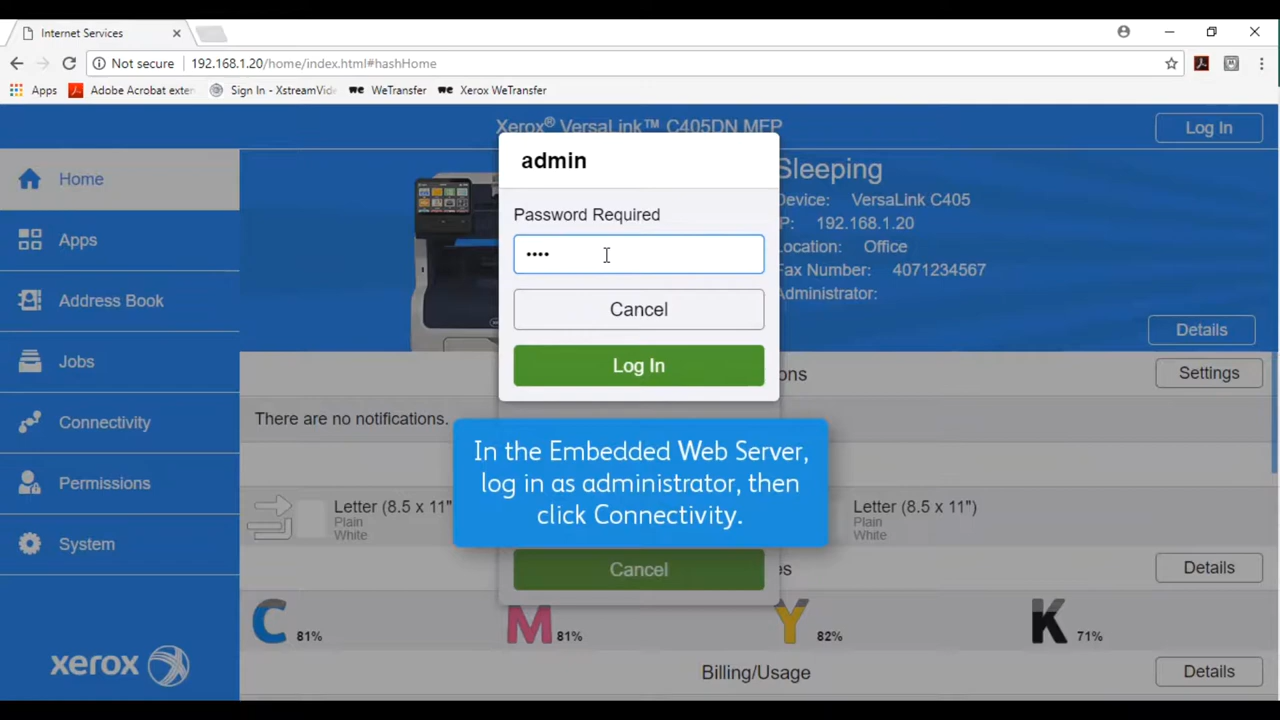 Internet Services
Not secure
192.168.1.20/home/index.html#hashHome
Apps
Adobe Acrobat exten
Sign In - XstreamVide
we WeTransfer
we Xerox WeTransfer
Xerox® VersaLink™ C405DN MFP
Log In
Home
Apps
Address Book
Jobs
Connectivity
Permissions
System
xerox
admin
Password Required
••••
Cancel
Log In
Sleeping
Device: VersaLink C405
IP: 192.168.1.20
Location: Office
Fax Number: 4071234567
Administrator:
Details
ons
Settings
There are no notifications.
In the Embedded Web Server,
log in as administrator, then
click Connectivity.
Letter (8.5 x 11")
Plain
White
Letter (8.5 x 11")
Plain
White
Cancel
es
Details
C 81%
M 81%
Y 82%
K 71%
Billing/Usage
Details